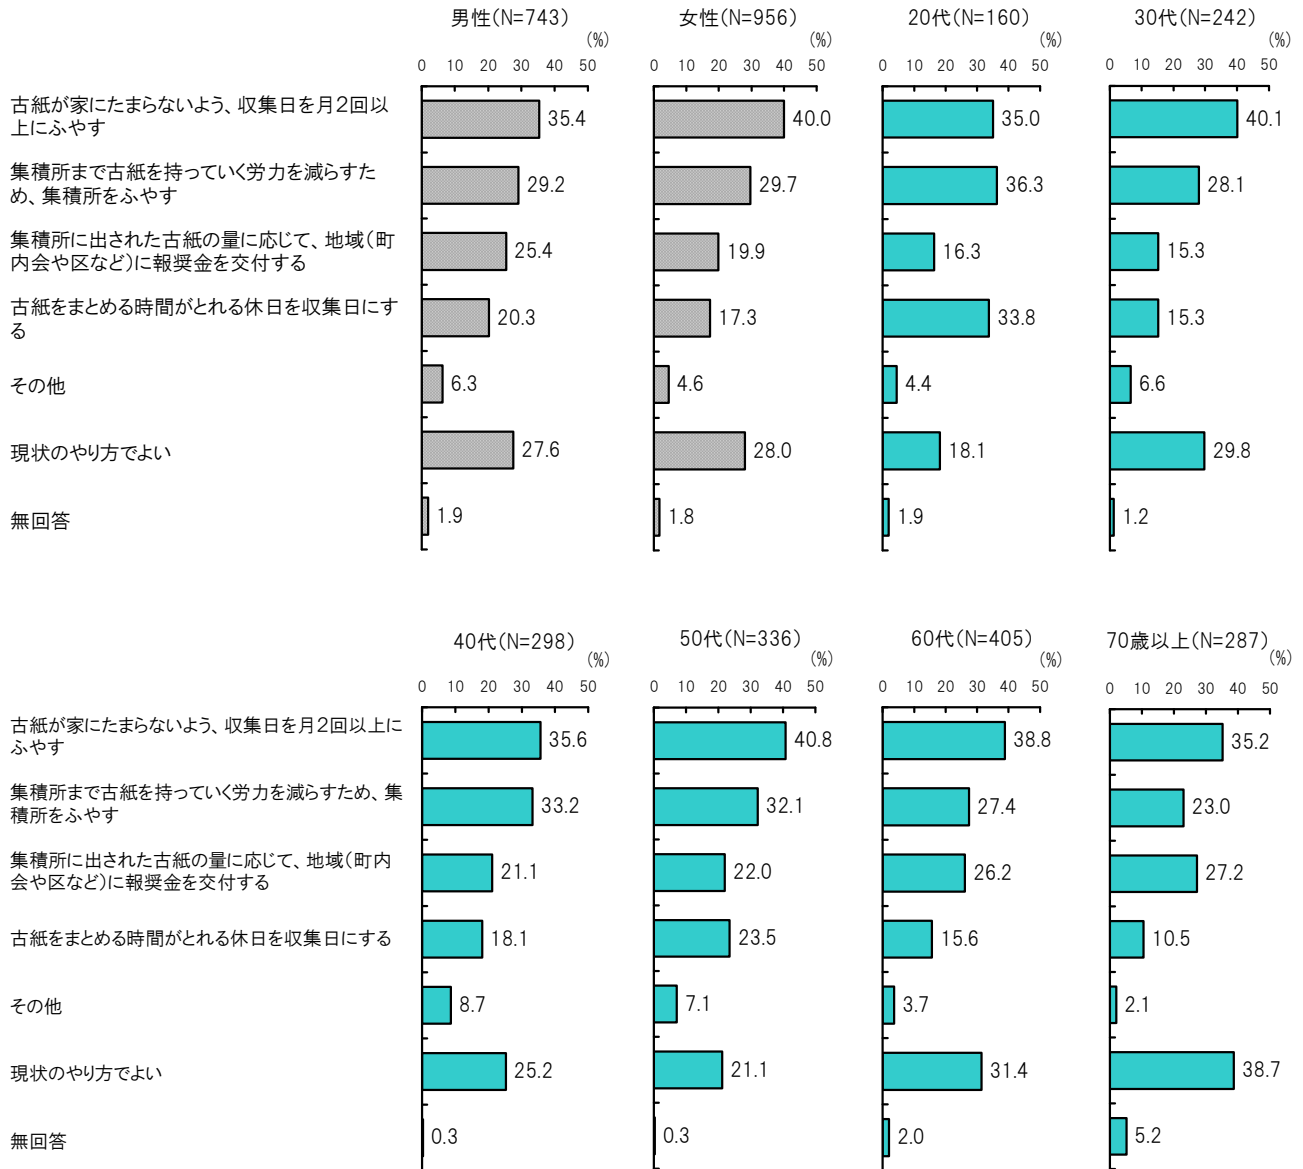 男性(N=743) 女性(N=956) 20代(N=160) 30代(N=242)
(%) (%) (%) (%)
0 10 20 30 40 50 0 10 20 30 40 50 0 10 20 30 40 50 0 10 20 30 40 50
古紙が家にたまらないよう、収集日を月2回以
上にふやす
35.4 40.0 35.0 40.1
集積所まで古紙を持っていく労力を減らすた
め、集積所をふやす
29.2 29.7 36.3 28.1
集積所に出された古紙の量に応じて、地域(町
内会や区など)に報奨金を交付する
25.4 19.9 16.3 15.3
古紙をまとめる時間がとれる休日を収集日にす
る
20.3 17.3 33.8 15.3
その他 6.3 4.6 4.4 6.6
現状のやり方でよい 27.6 28.0 18.1 29.8
無回答 1.9 1.8 1.9 1.2
40代(N=298) 50代(N=336) 60代(N=405) 70歳以上(N=287)
(%) (%) (%) (%)
0 10 20 30 40 50 0 10 20 30 40 50 0 10 20 30 40 50 0 10 20 30 40 50
古紙が家にたまらないよう、収集日を月2回以上に
ふやす
35.6 40.8 38.8 35.2
集積所まで古紙を持っていく労力を減らすため、集
積所をふやす
33.2 32.1 27.4 23.0
集積所に出された古紙の量に応じて、地域(町内
会や区など)に報奨金を交付する
21.1 22.0 26.2 27.2
古紙をまとめる時間がとれる休日を収集日にする 18.1 23.5 15.6 10.5
その他 8.7 7.1 3.7 2.1
現状のやり方でよい 25.2 21.1 31.4 38.7
無回答 0.3 0.3 2.0 5.2